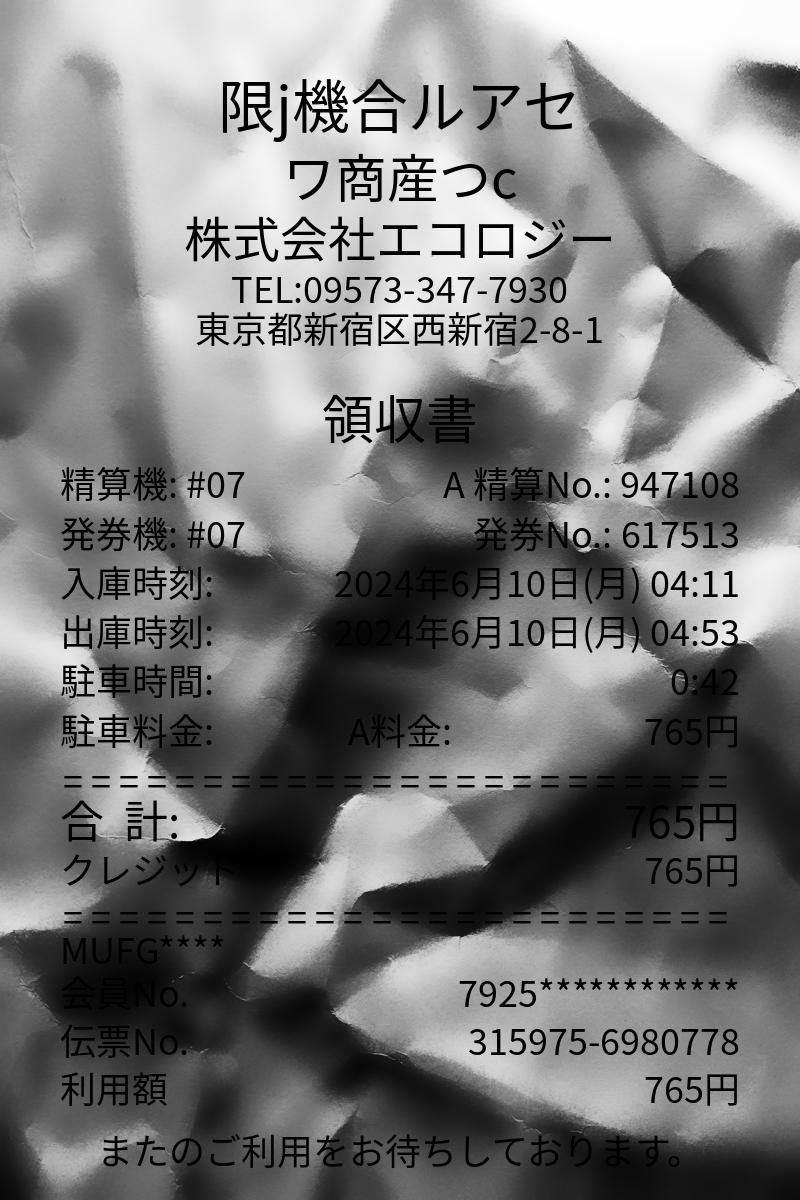 限j機合ルアセ
ワ商産つc
株式会社エコロジー
TEL:09573-347-7930
東京都新宿区西新宿2-8-1
領収書
精算機: #07 A 精算No.: 947108
発券機: #07 発券No.: 617513
入庫時刻: 2024年6月10日(月) 04:11
出庫時刻: 2024年6月10日(月) 04:53
駐車時間: 0:42
駐車料金: A料金: 765円
========================
合 計: 765円
クレジット 765円
========================
MUFG****
会員No. 7925************
伝票No. 315975-6980778
利用額 765円
またのご利用をお待ちしております。